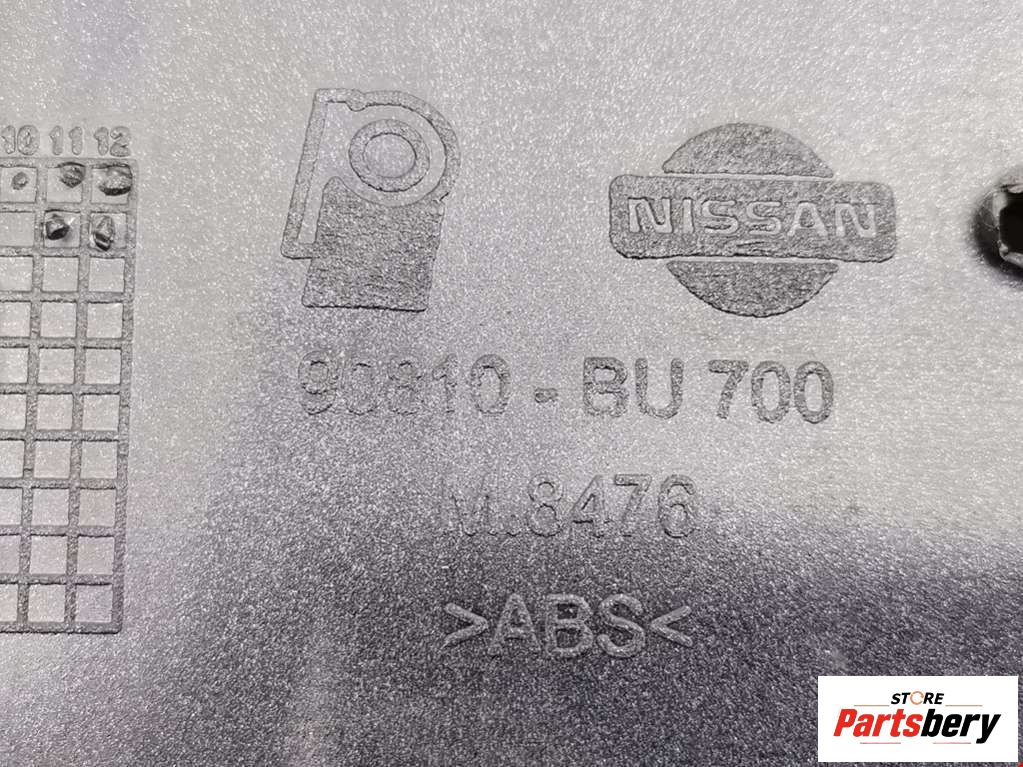 10 11 12
NISSAN
90810-BU 700
M.8476
>ABS<
STORE
Partsbery